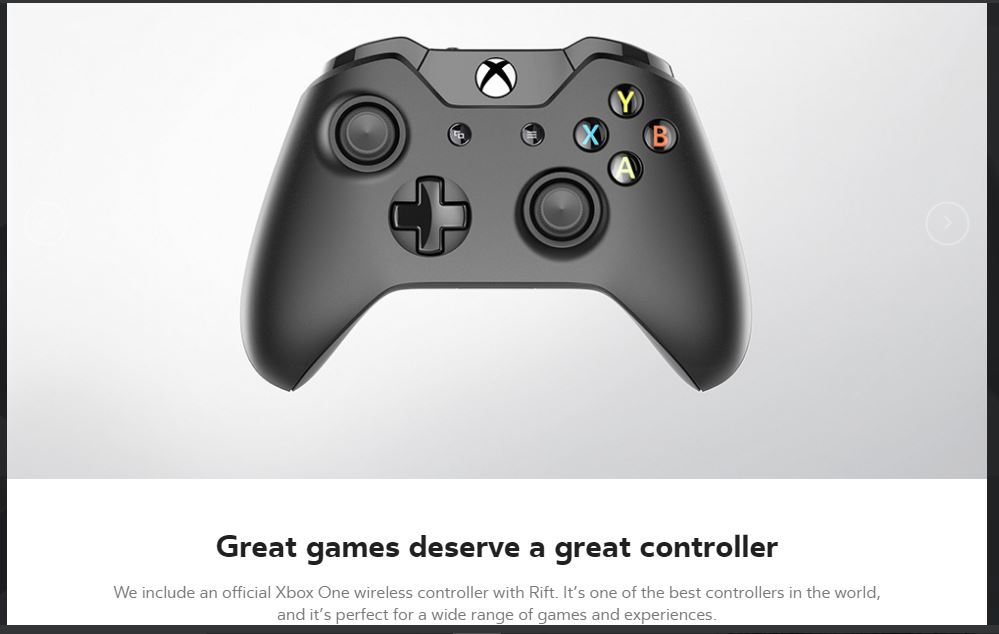 Y
X
B
A
Great games deserve a great controller
We include an official Xbox One wireless controller with Rift. It's one of the best controllers in the world,
and it's perfect for a wide range of games and experiences.